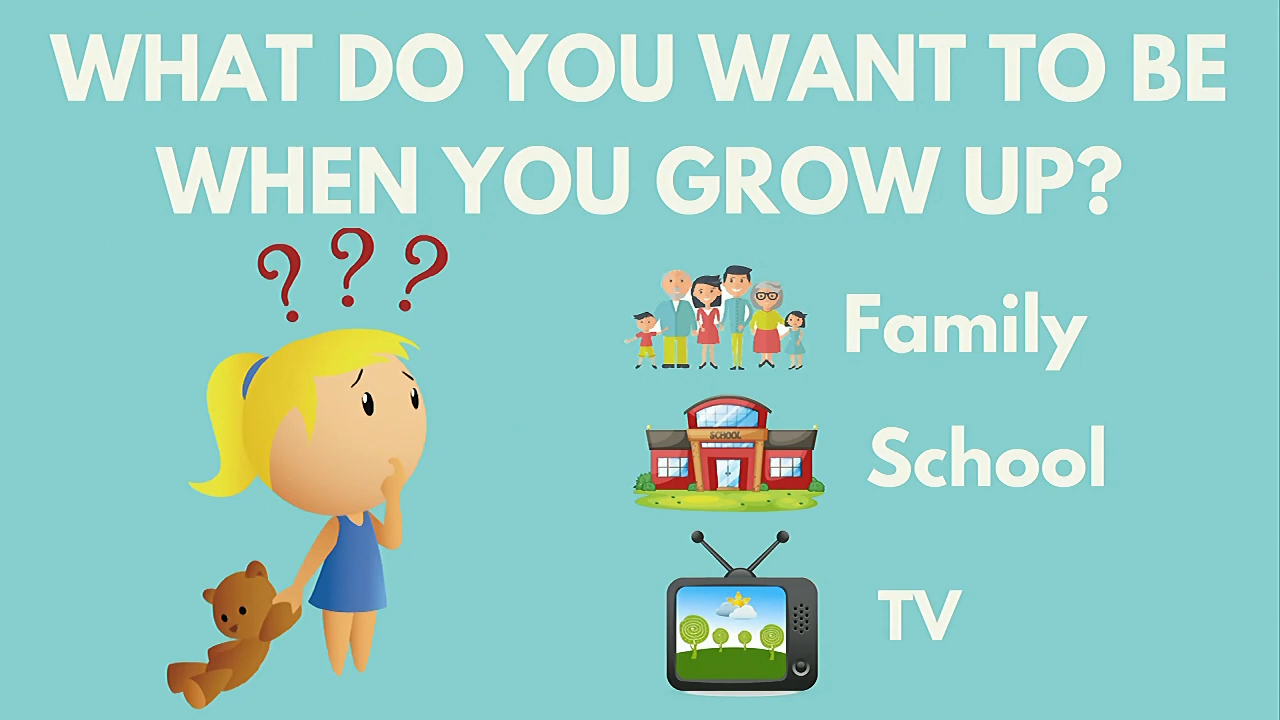 WHAT DO YOU WANT TO BE
WHEN YOU GROW UP?
? ? ?
Family
SCHOOL
School
TV